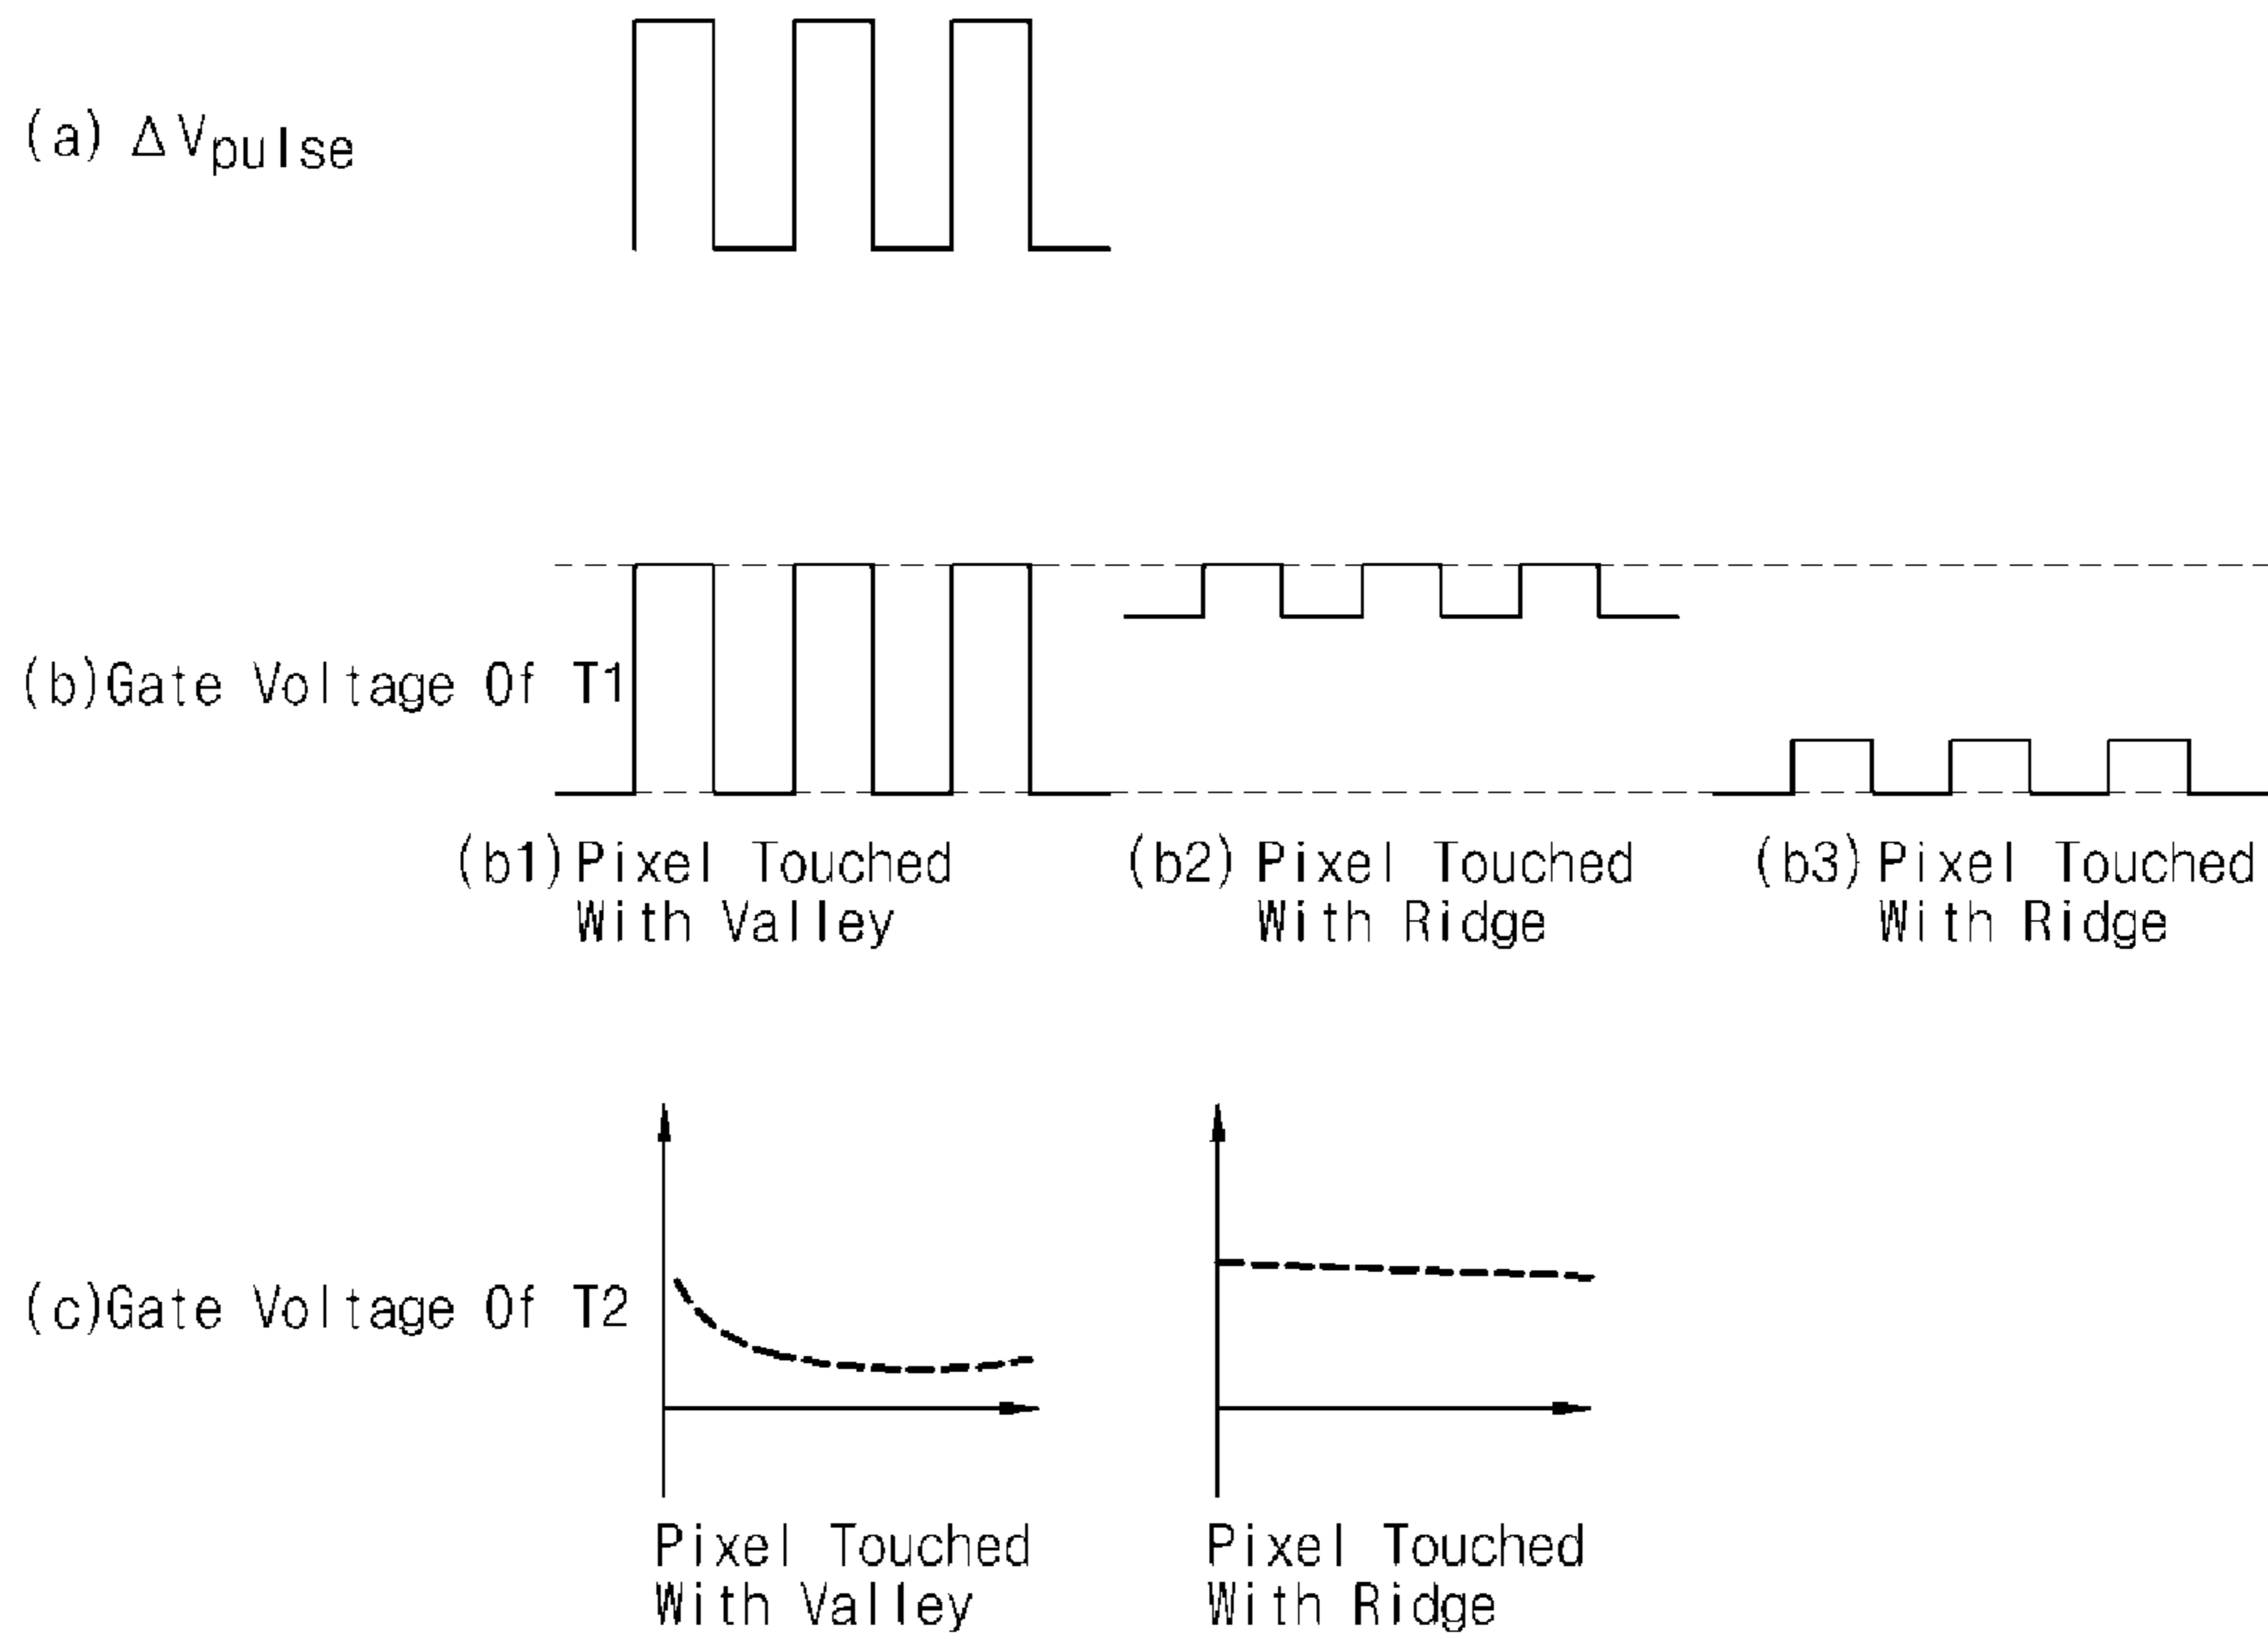 (a) ΔVpulse
(b)Gate Voltage Of T1
(b1)Pixel Touched
With Valley
(b2) Pixel Touched
With Ridge
(b3) Pixel Touched
With Ridge
(c)Gate Voltage Of T2
Pixel Touched
With Valley
Pixel Touched
With Ridge